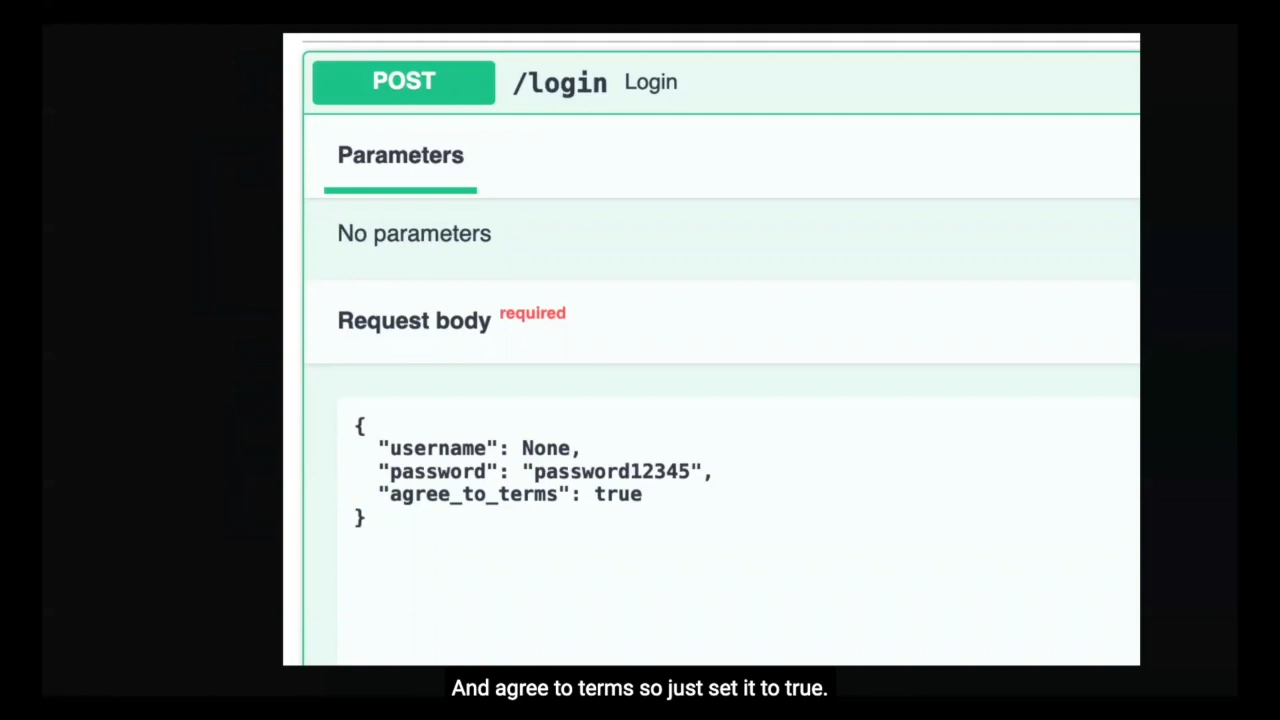 POST /login Login
Parameters
No parameters
Request body required
{
"username": None,
"password": "password12345",
"agree_to_terms": true
}
And agree to terms so just set it to true.